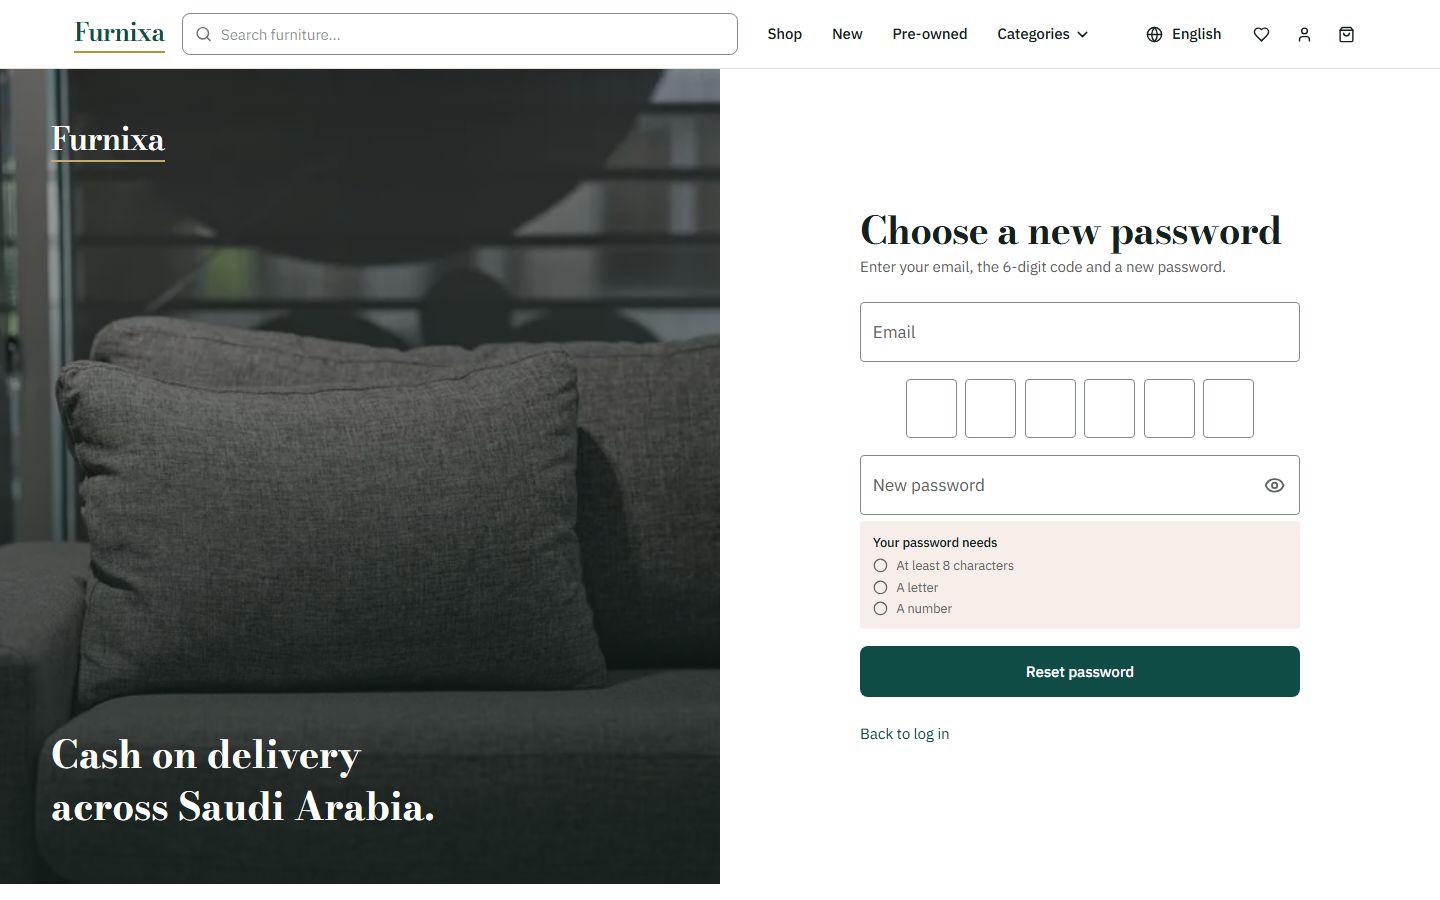 Furnixa
Search furniture...
Shop
New
Pre-owned
Categories
English
Furnixa
Cash on delivery
across Saudi Arabia.
Choose a new password
Enter your email, the 6-digit code and a new password.
Email
New password
Your password needs
At least 8 characters
A letter
A number
Reset password
Back to log in